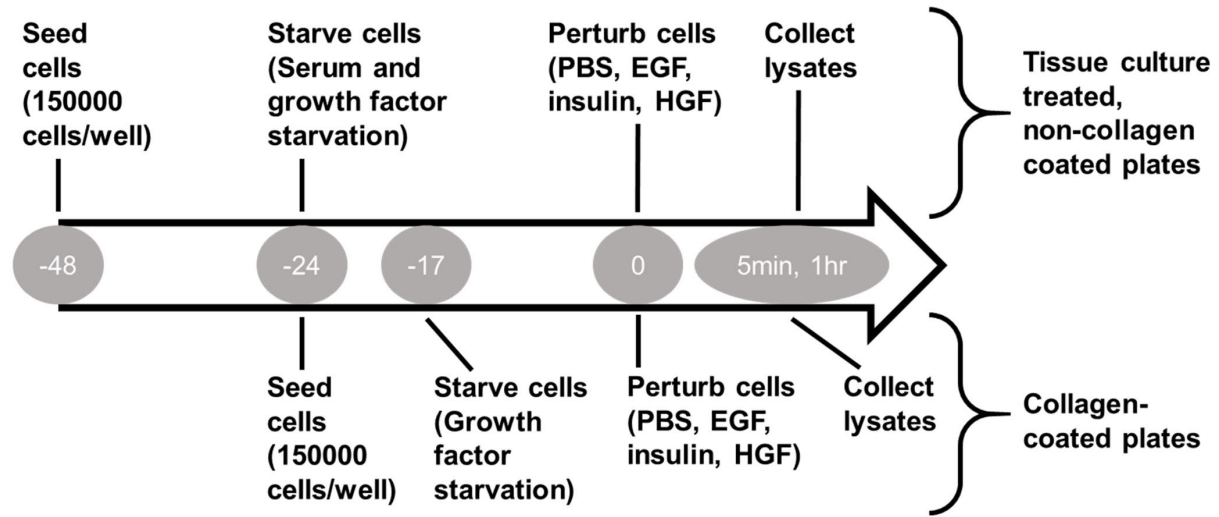 Seed
cells
(150000
cells/well)
Starve cells
(Serum and
growth factor
starvation)
Perturb cells
(PBS, EGF,
insulin, HGF)
Collect
lysates
Tissue culture
treated,
non-collagen
coated plates
-48
-24
-17
0
5min, 1hr
Seed
cells
(150000
cells/well)
Starve cells
(Growth
factor
starvation)
Perturb cells
(PBS, EGF,
insulin, HGF)
Collect
lysates
Collagen-
coated plates